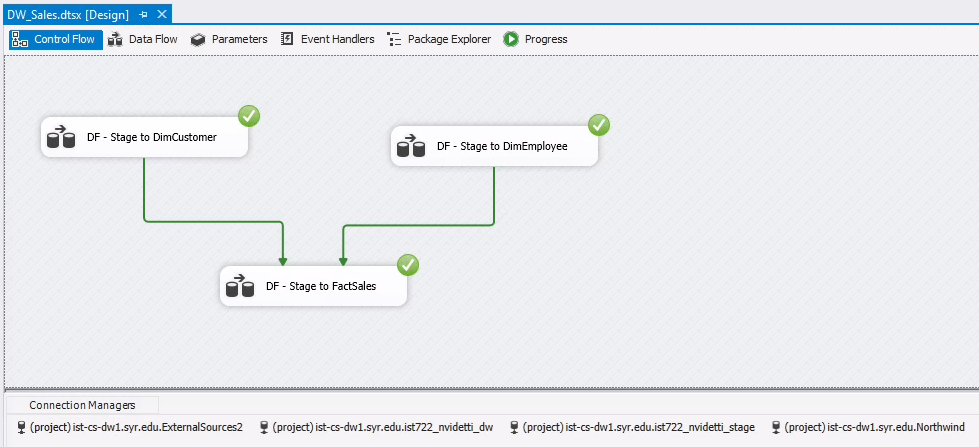 DW_Sales.dtsx [Design]
Control Flow Data Flow Parameters Event Handlers Package Explorer Progress
DF - Stage to DimCustomer
DF - Stage to DimEmployee
DF - Stage to FactSales
Connection Managers
(project) ist-cs-dw1.syr.edu.ExternalSources2 (project) ist-cs-dw1.syr.edu.ist722_nvidetti_dw (project) ist-cs-dw1.syr.edu.ist722_nvidetti_stage (project) ist-cs-dw1.syr.edu.Northwind